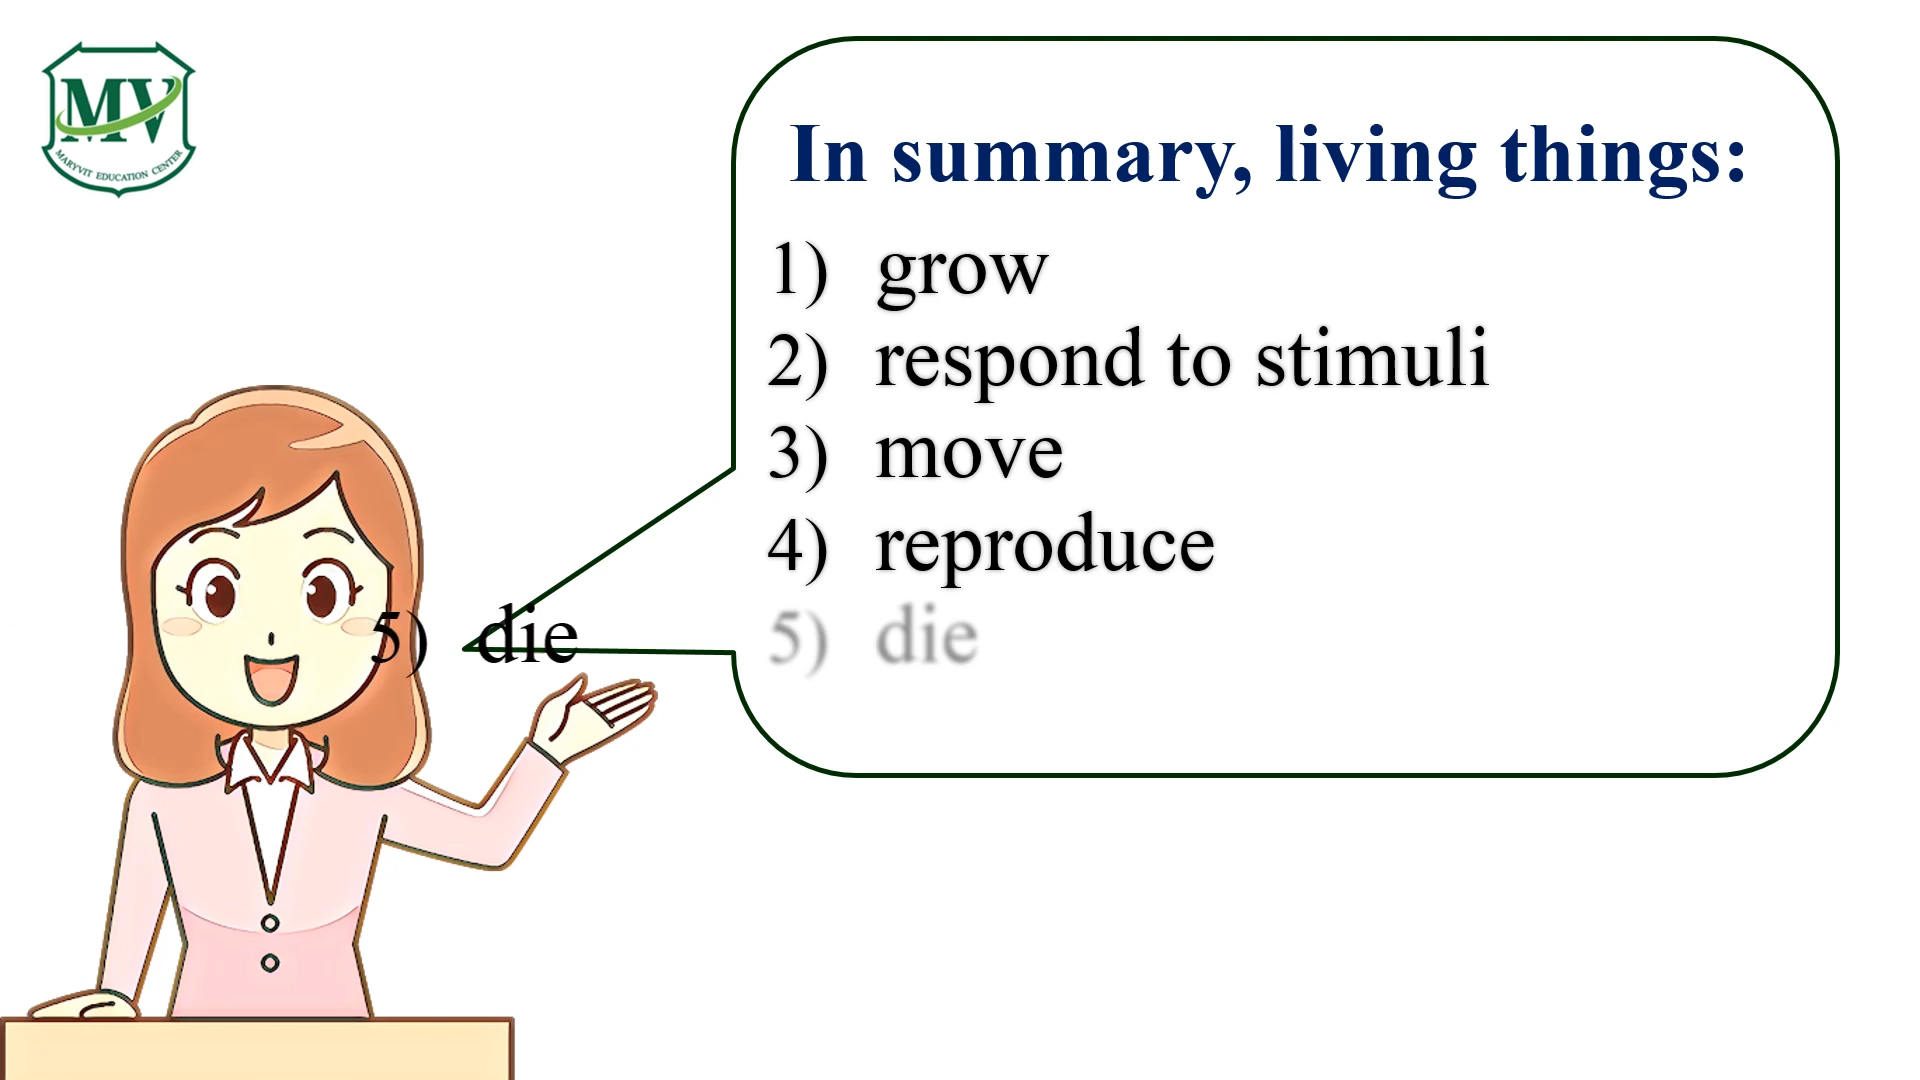 MV
MARYVIT EDUCATION CENTER
In summary, living things:
1) grow
2) respond to stimuli
3) move
4) reproduce
5) die
5) die